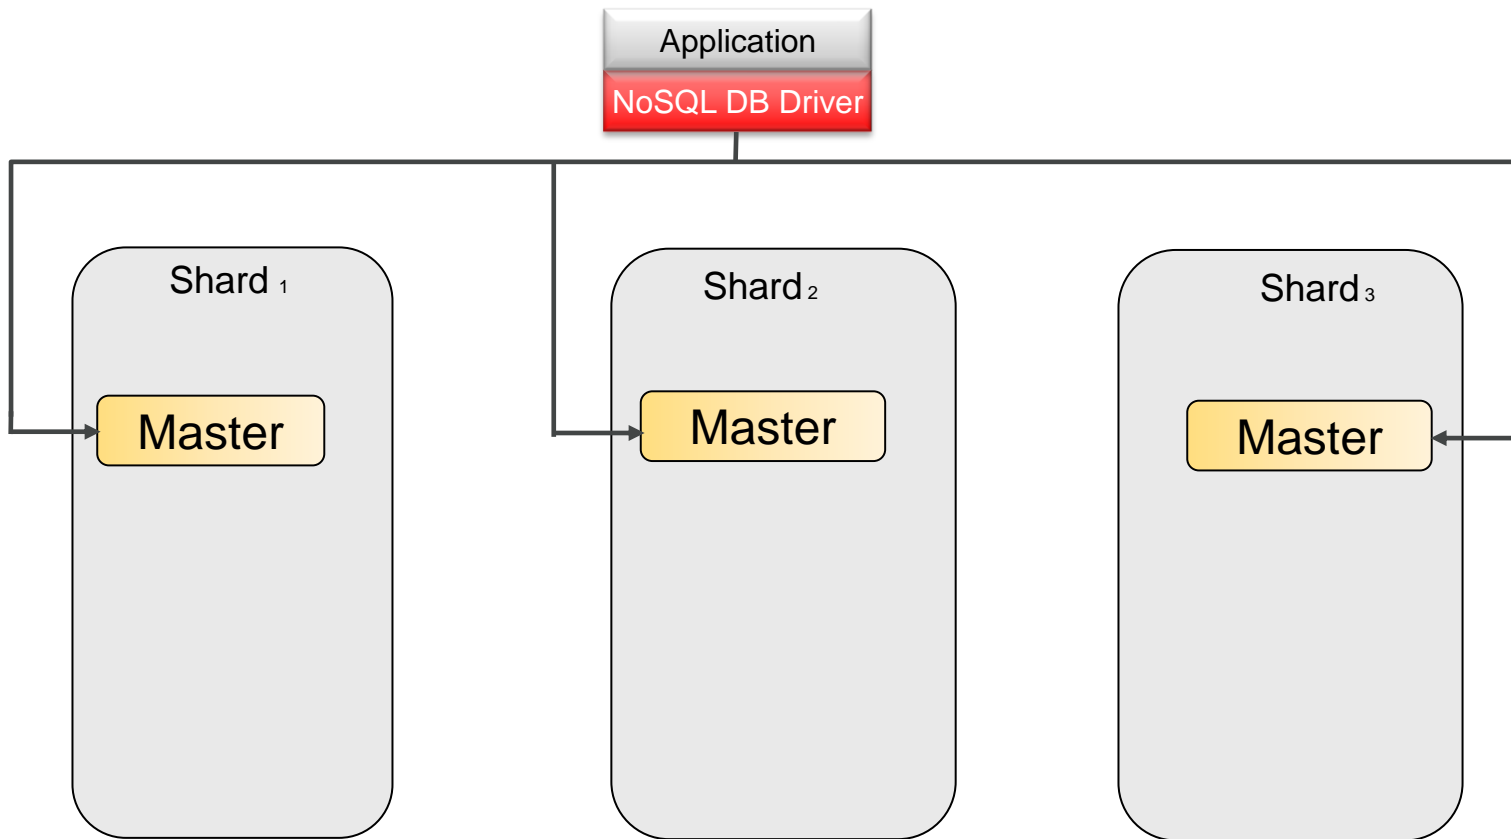 Application
NoSQL DB Driver
Shard 1
Shard 2
Shard 3
Master
Master
Master